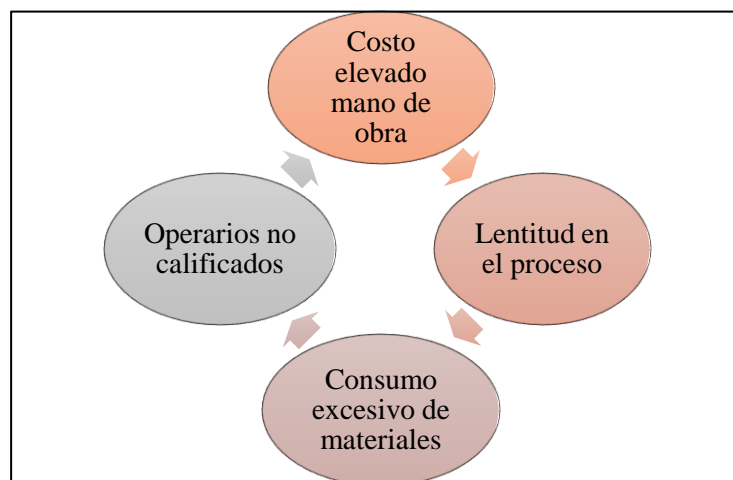 Costo
elevado
mano de
obra
Lentitud en
el proceso
Consumo
excesivo de
materiales
Operarios no
calificados